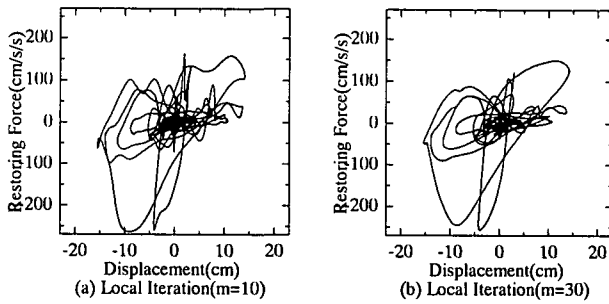 Restoring Force(cm/s/s)
200
100
0
100
200
-20 -10 0 10 20
Displacement(cm)
(a) Local Iteration(m=10)
Restoring Force(cm/s/s)
200
100
0
100
200
-20 -10 0 10 20
Displacement(cm)
(b) Local Iteration(m=30)